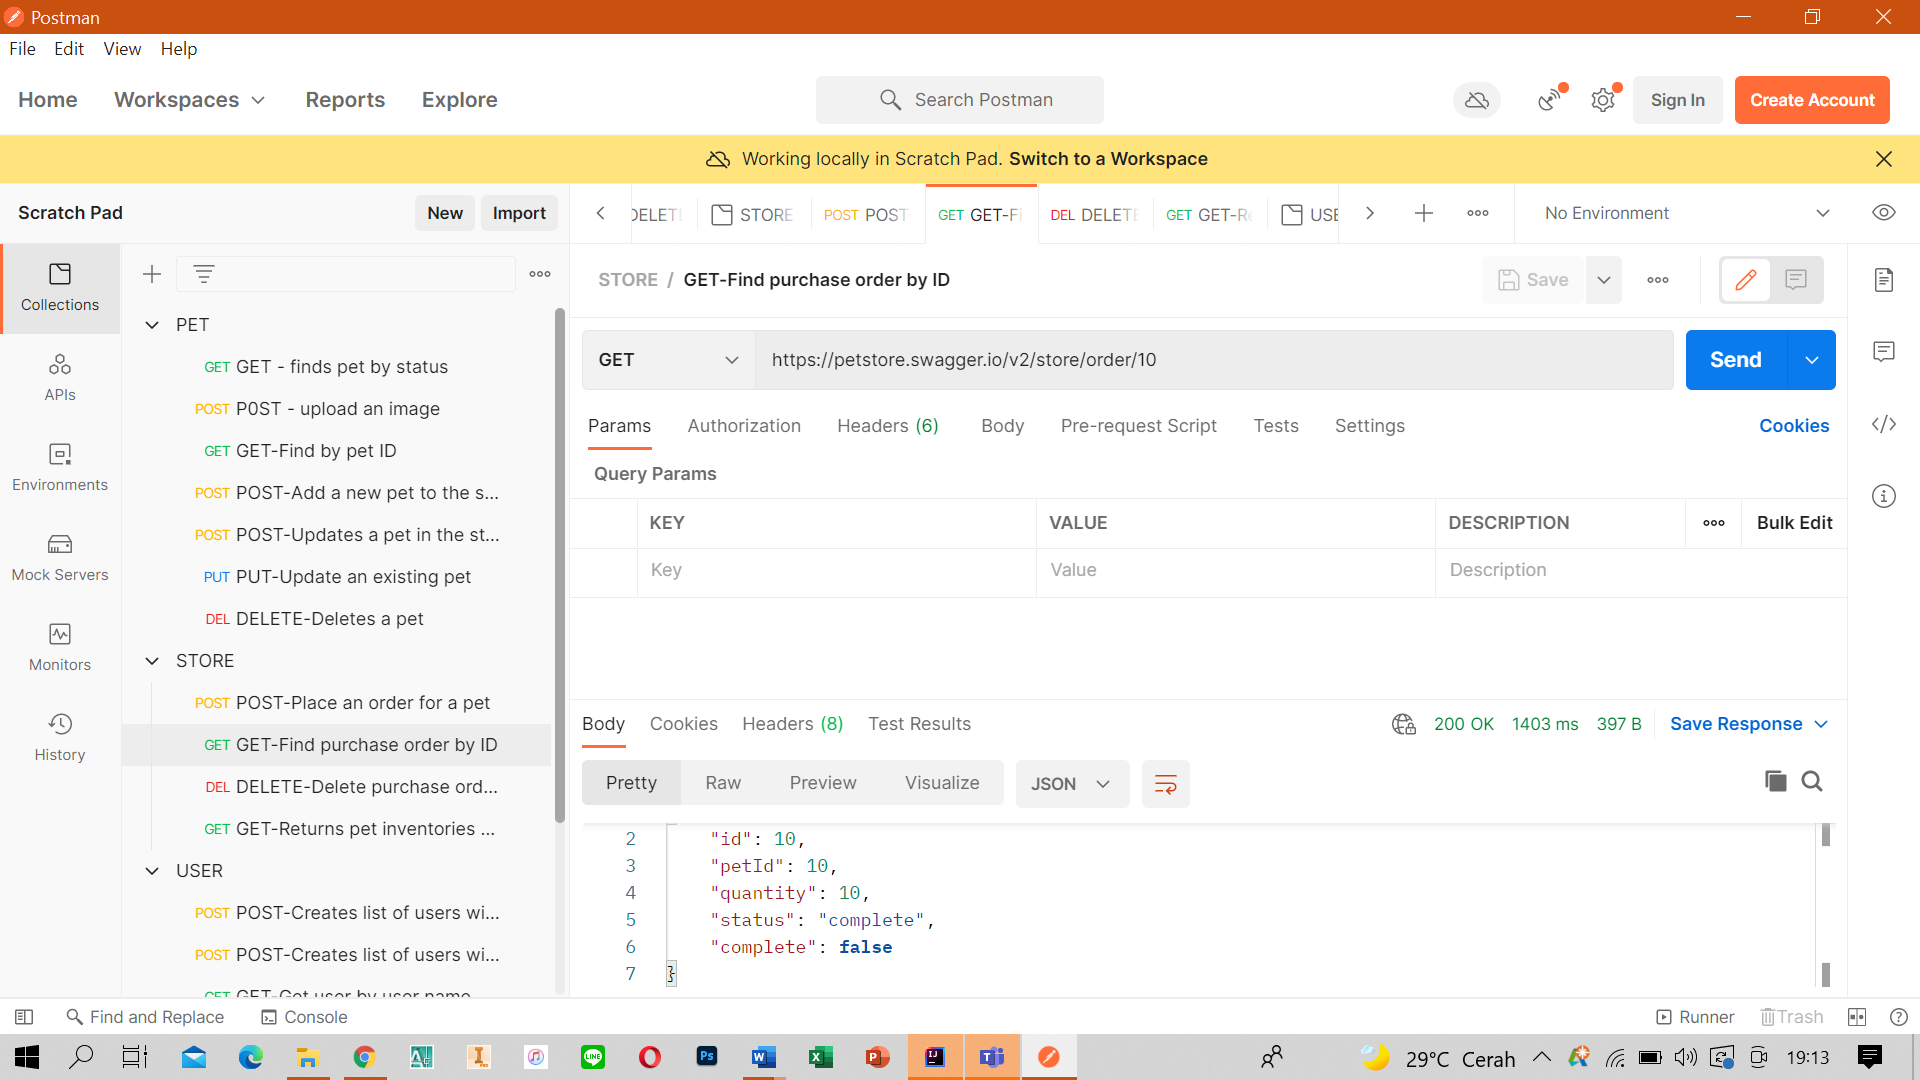 Postman
File Edit View Help
Home Workspaces Reports Explore
Search Postman
Sign In
Create Account
Working locally in Scratch Pad. Switch to a Workspace
Scratch Pad
New Import
STORE
POST POST
GET GET-Fi
DEL DELETE
GET GET-Re
No Environment
Collections
APIs
Environments
Mock Servers
Monitors
History
PET
GET GET - finds pet by status
POST P0ST - upload an image
GET GET-Find by pet ID
POST POST-Add a new pet to the s...
POST POST-Updates a pet in the st...
PUT PUT-Update an existing pet
DEL DELETE-Deletes a pet
STORE
POST POST-Place an order for a pet
GET GET-Find purchase order by ID
DEL DELETE-Delete purchase ord...
GET GET-Returns pet inventories ...
USER
POST POST-Creates list of users wi...
POST POST-Creates list of users wi...
GET GET-Get user by user name
STORE / GET-Find purchase order by ID
Save
GET
https://petstore.swagger.io/v2/store/order/10
Send
Params Authorization Headers (6) Body Pre-request Script Tests Settings Cookies
Query Params
KEY VALUE DESCRIPTION Bulk Edit
Key Value Description
Body Cookies Headers (8) Test Results
200 OK 1403 ms 397 B Save Response
Pretty Raw Preview Visualize JSON
2 "id": 10,
3 "petId": 10,
4 "quantity": 10,
5 "status": "complete",
6 "complete": false
7 }
Find and Replace Console
Runner Trash
29°C Cerah
19:13